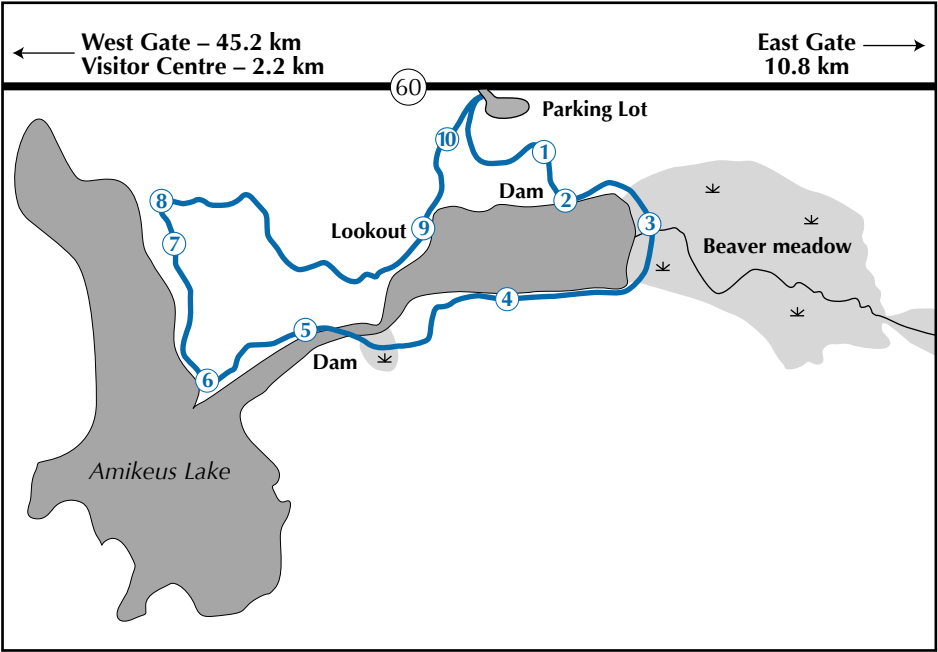 West Gate – 45.2 km
Visitor Centre – 2.2 km
East Gate
10.8 km
60
Parking Lot
10
1
Dam
2
8
Lookout
9
3
7
Beaver meadow
4
5
Dam
6
Amikeus Lake